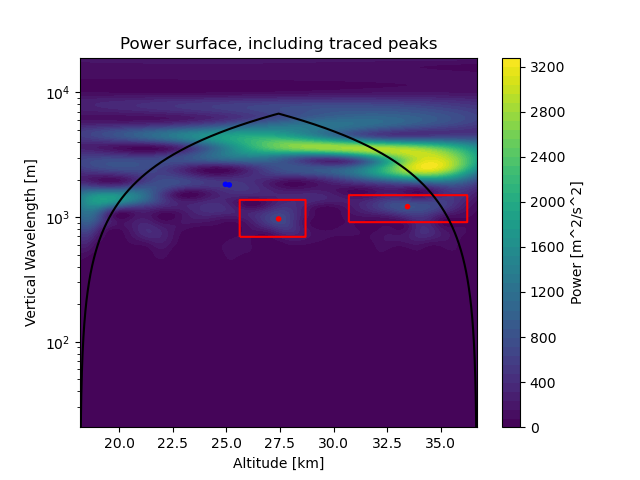 Power surface, including traced peaks
Vertical Wavelength [m]
10^4
10^3
10^2
20.0 22.5 25.0 27.5 30.0 32.5 35.0
Altitude [km]
3200
2800
2400
2000
1600
1200
800
400
0
Power [m^2/s^2]